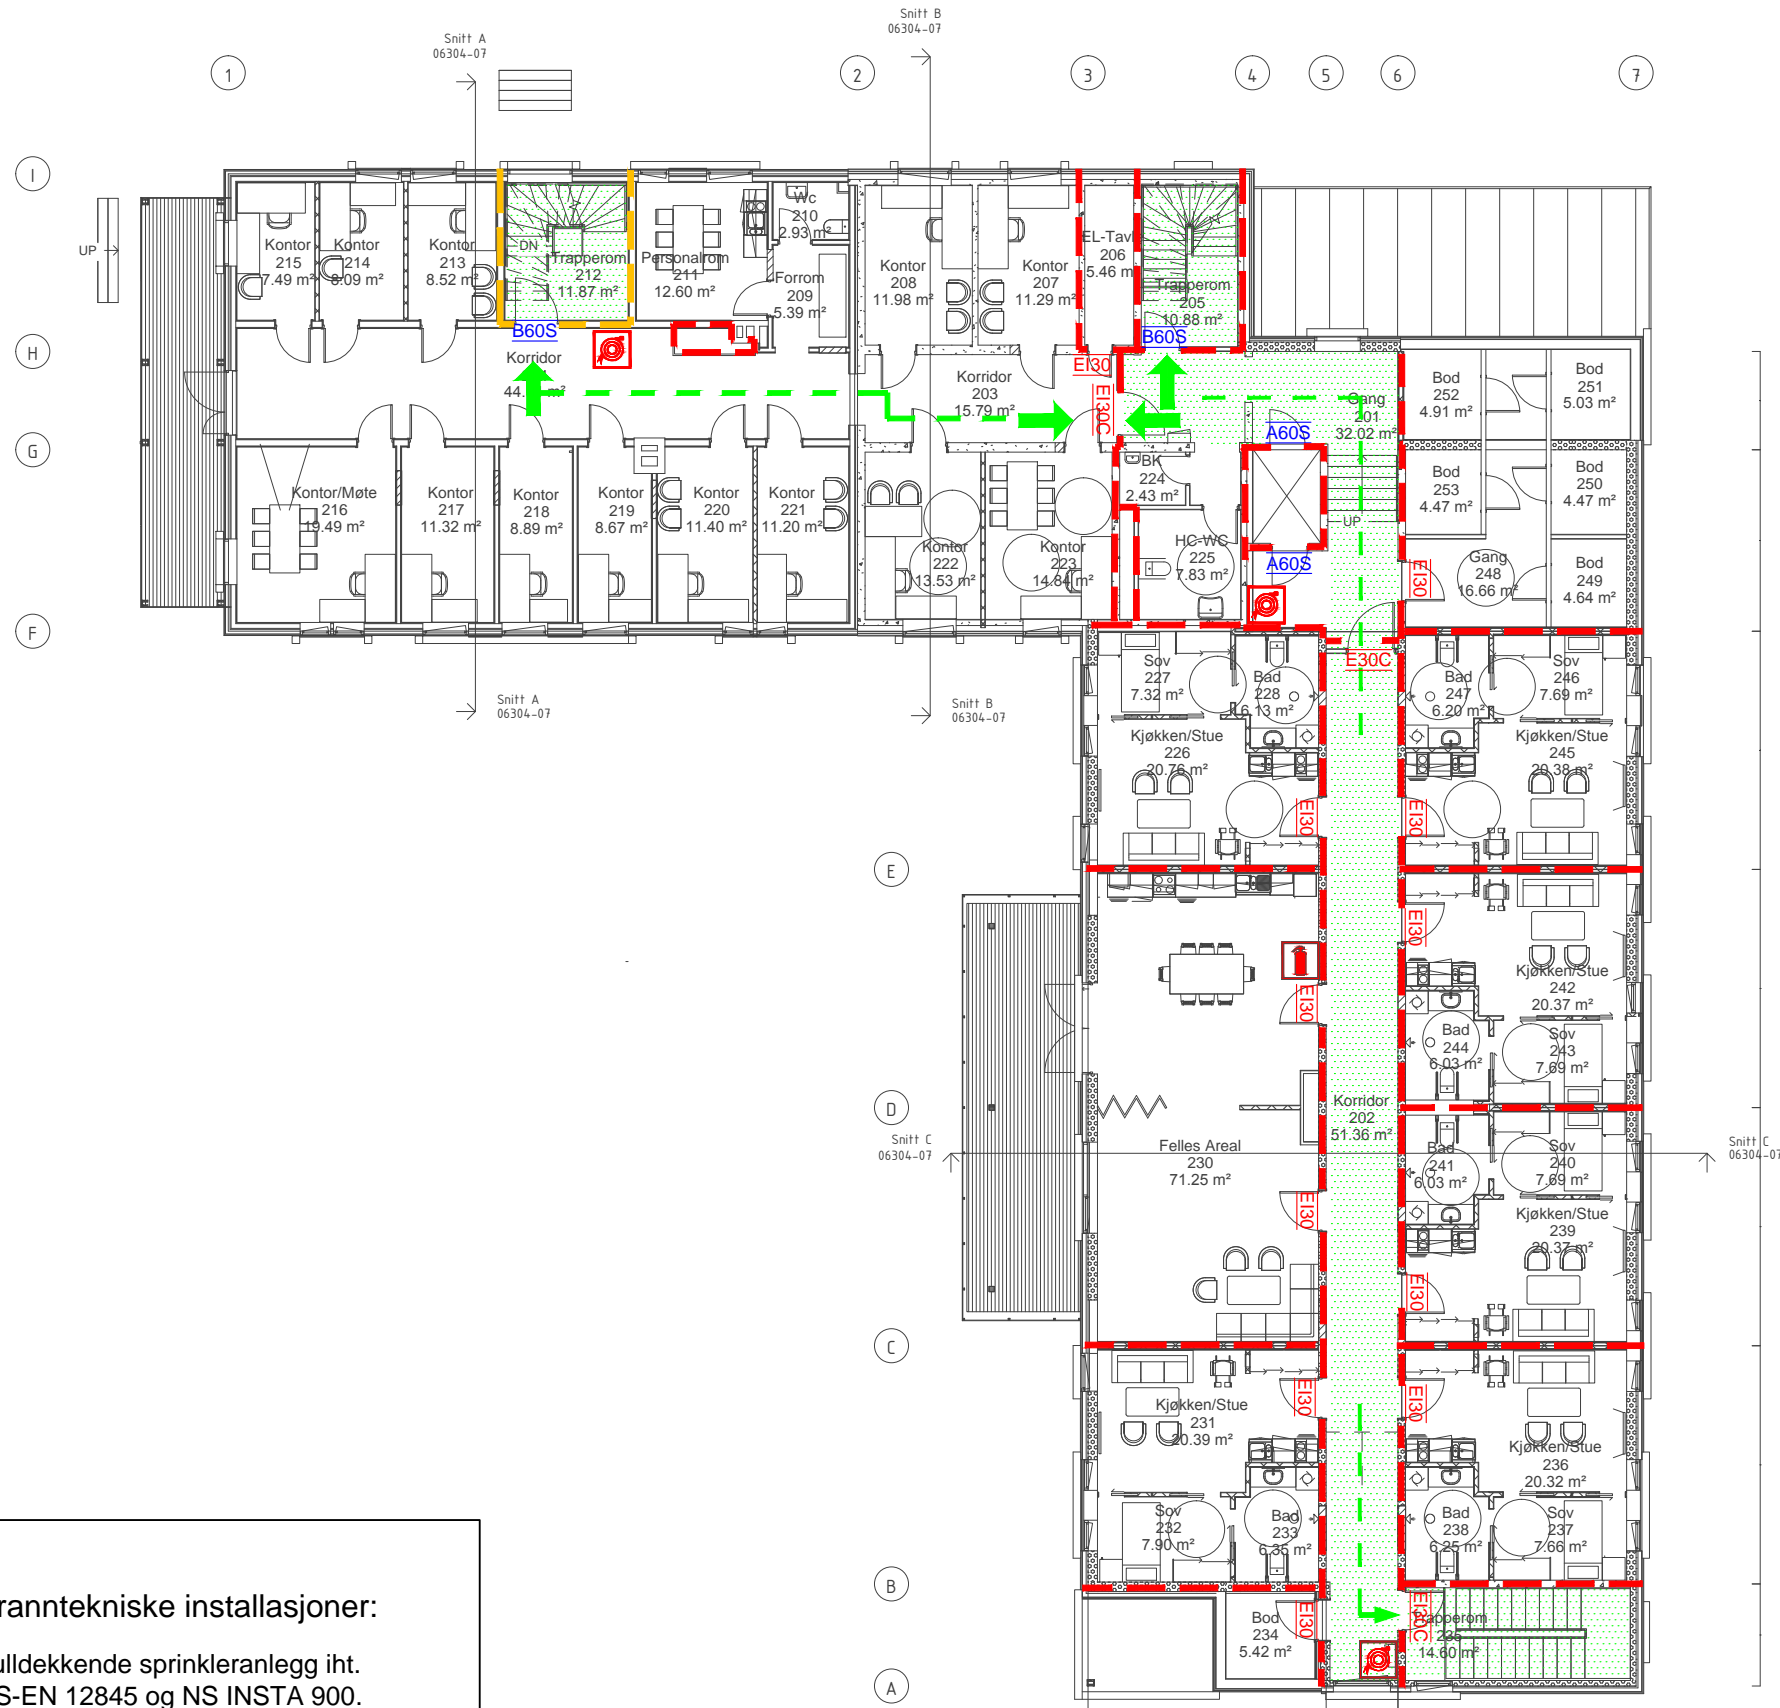 Snitt B
06304-07
Snitt A
06304-07
1
2
3
4
5
6
7
I
H
G
F
E
D
C
B
A
UP
Kontor
215
7.49 m²
Kontor
214
8.09 m²
Kontor
213
8.52 m²
DN
Trapperom
212
11.87 m²
Personalrom
211
12.60 m²
Wc
210
2.93 m²
Forrom
209
5.39 m²
Kontor
208
11.98 m²
Kontor
207
11.29 m²
EL-Tavl
206
5.46 m
Trapperom
205
10.88 m²
B60S
B60S
Korridor
44. m²
Korridor
203
15.79 m²
EI30
EI30C
Gang
201
32.02 m²
A60S
A60S
UP
Bod
252
4.91 m²
Bod
251
5.03 m²
Bod
253
4.47 m²
Bod
250
4.47 m²
Gang
248
16.66 m²
Bod
249
4.64 m²
EI30
Kontor/Møte
216
19.49 m²
Kontor
217
11.32 m²
Kontor
218
8.89 m²
Kontor
219
8.67 m²
Kontor
220
11.40 m²
Kontor
221
11.20 m²
Kontor
222
13.53 m²
Kontor
223
14.84 m²
BK
224
2.43 m²
HC-WC
225
7.83 m²
Snitt A
06304-07
Snitt B
06304-07
E30C
Sov
227
7.32 m²
Bad
228
6.13 m²
Bad
247
6.20 m²
Sov
246
7.69 m²
Kjøkken/Stue
226
20.76 m²
Kjøkken/Stue
245
20.38 m²
EI30
EI30
EI30
EI30
Kjøkken/Stue
242
20.37 m²
Bad
244
6.03 m²
Sov
243
7.69 m²
Korridor
202
51.36 m²
Felles Areal
230
71.25 m²
Snitt C
06304-07
Snitt C
06304-07
Bad
241
6.03 m²
Sov
240
7.69 m²
Kjøkken/Stue
239
20.37 m²
EI30
EI30
EI30
EI30
Kjøkken/Stue
231
20.39 m²
Kjøkken/Stue
236
20.32 m²
Sov
232
7.90 m²
Bad
233
6.35 m²
Bad
238
6.25 m²
Sov
237
7.66 m²
Bod
234
5.42 m²
EI30
EI30C
Trapperom
235
14.60 m²
ranntekniske installasjoner:
ulldekkende sprinkleranlegg iht.
S-EN 12845 og NS INSTA 900.